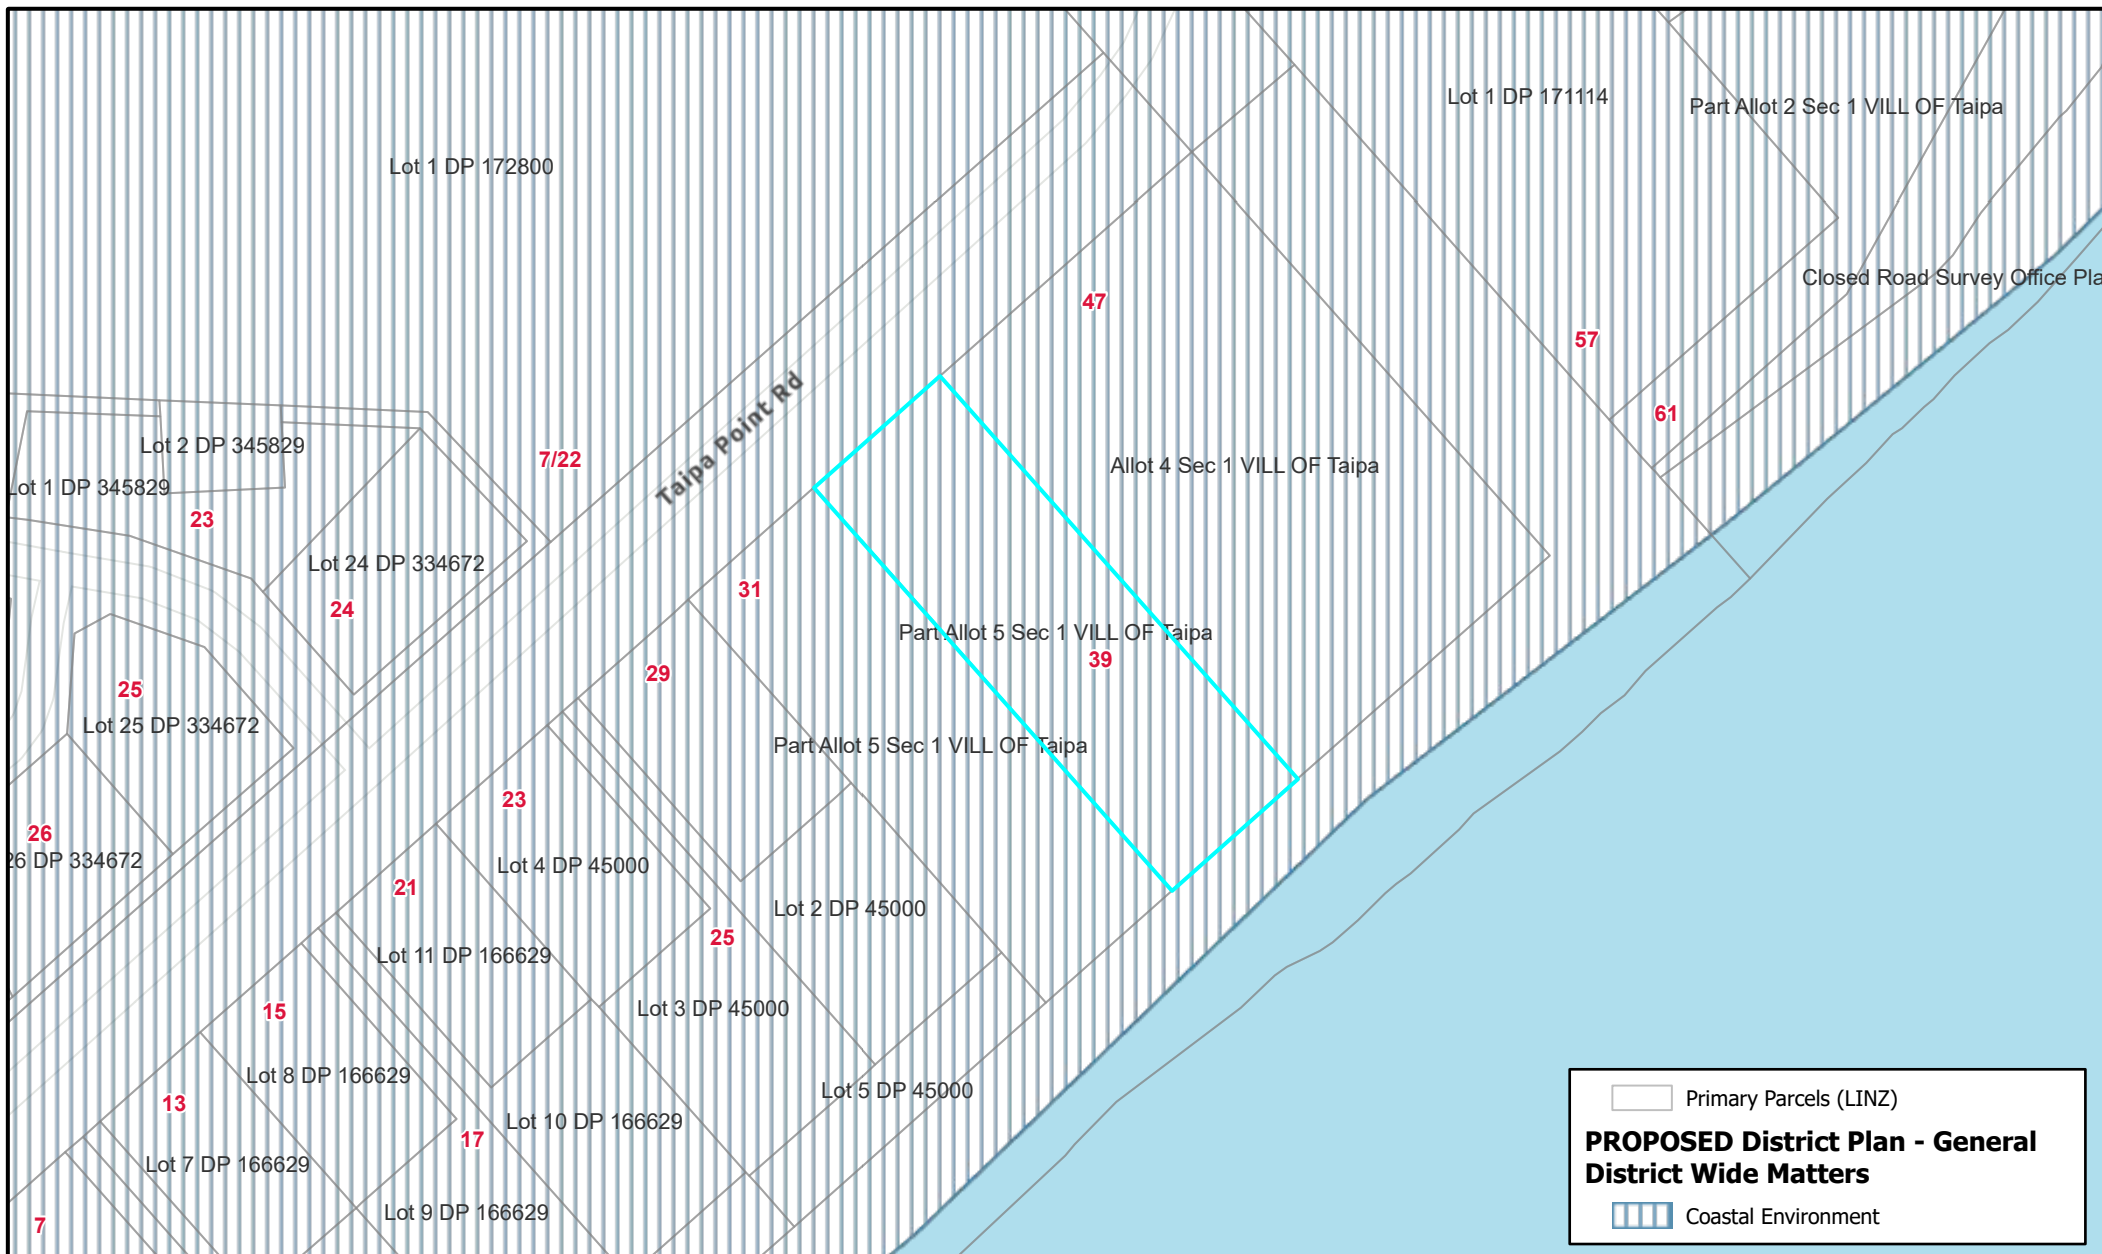 Lot 1 DP 171114
Part Allot 2 Sec 1 VILL OF Taipa
Lot 1 DP 172800
Closed Road Survey Office Pla
47
57
Taipa Point Rd
61
Lot 2 DP 345829
7/22
Allot 4 Sec 1 VILL OF Taipa
Lot 1 DP 345829
23
Lot 24 DP 334672
31
24
Part Allot 5 Sec 1 VILL OF Taipa
39
29
25
Lot 25 DP 334672
Part Allot 5 Sec 1 VILL OF Taipa
23
26
26 DP 334672
Lot 4 DP 45000
21
Lot 2 DP 45000
25
Lot 11 DP 166629
15
Lot 3 DP 45000
Lot 8 DP 166629
Lot 5 DP 45000
13
Lot 10 DP 166629
17
Lot 7 DP 166629
Lot 9 DP 166629
7
Primary Parcels (LINZ)
PROPOSED District Plan - General
District Wide Matters
Coastal Environment